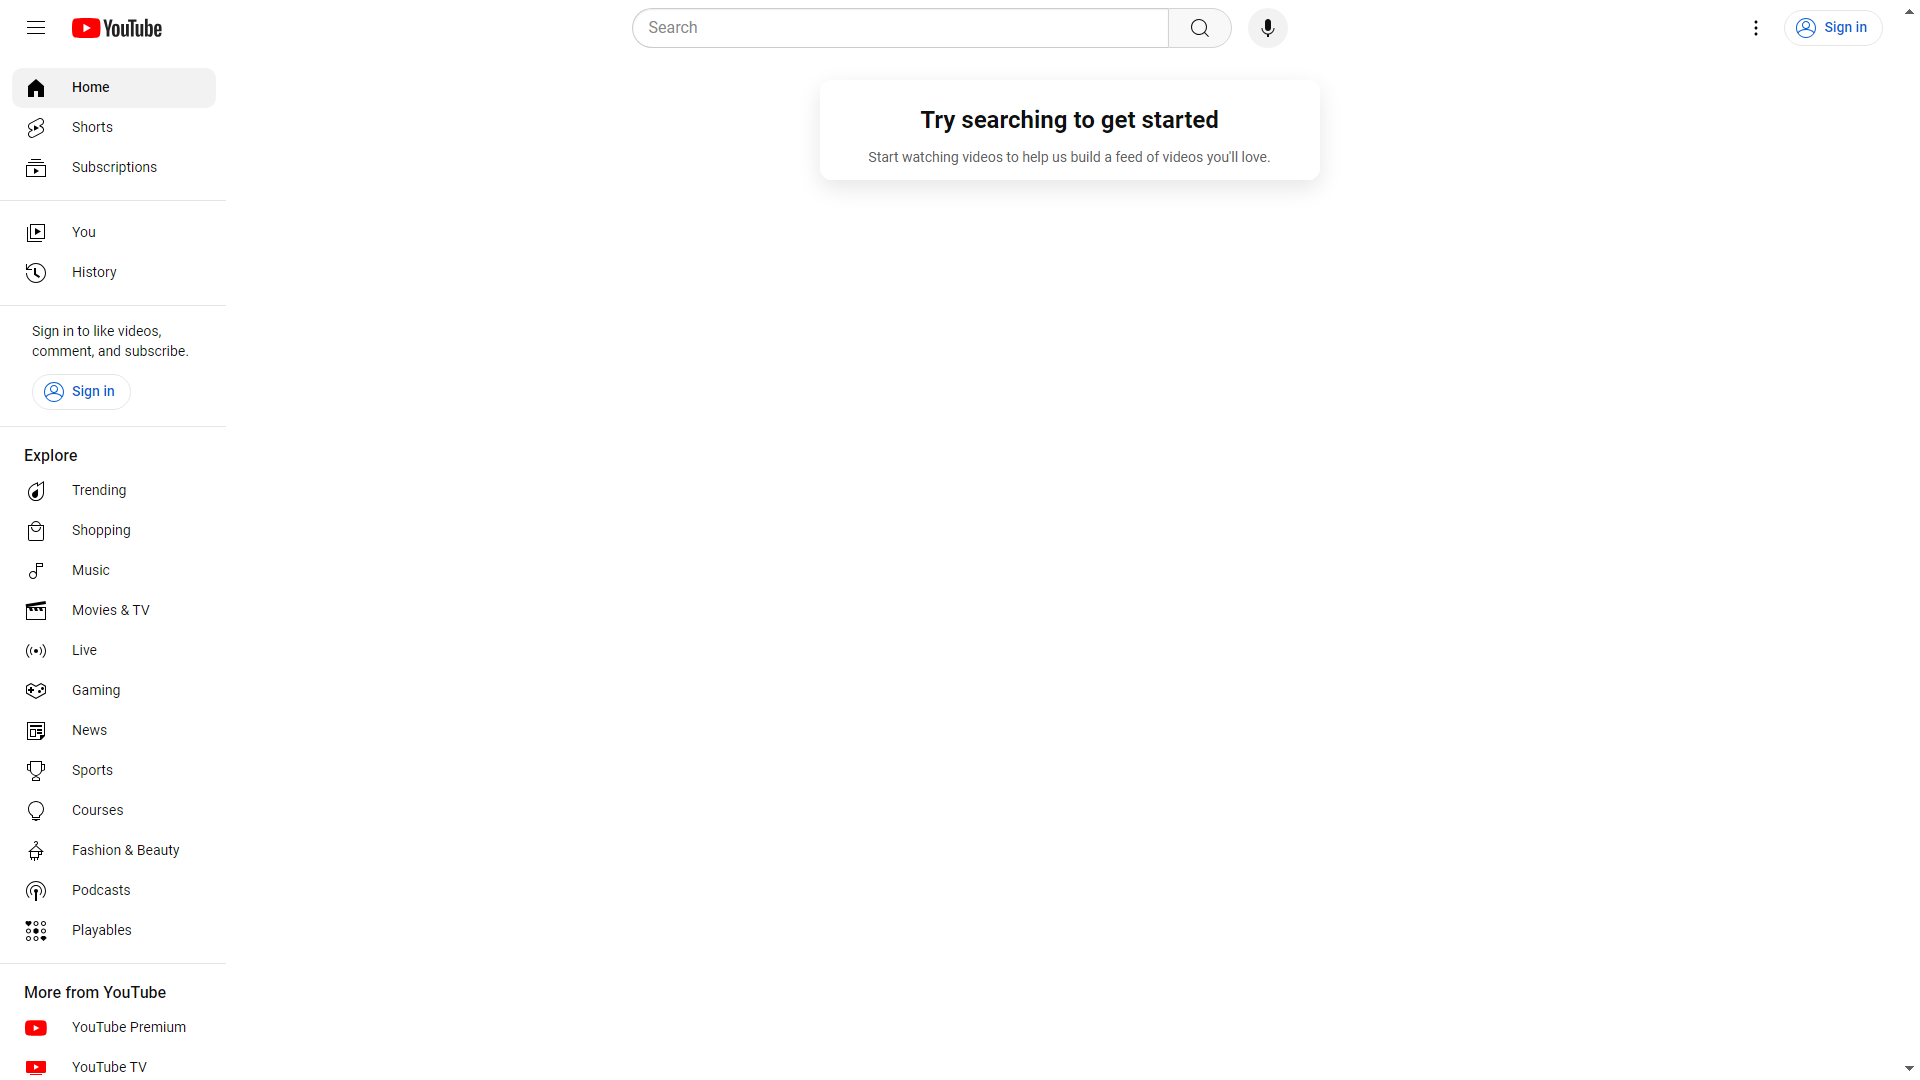 YouTube
Search
Sign in
Home
Shorts
Subscriptions
You
History
Sign in to like videos,
comment, and subscribe.
Sign in
Explore
Trending
Shopping
Music
Movies & TV
Live
Gaming
News
Sports
Courses
Fashion & Beauty
Podcasts
Playables
More from YouTube
YouTube Premium
YouTube TV
Try searching to get started
Start watching videos to help us build a feed of videos you'll love.